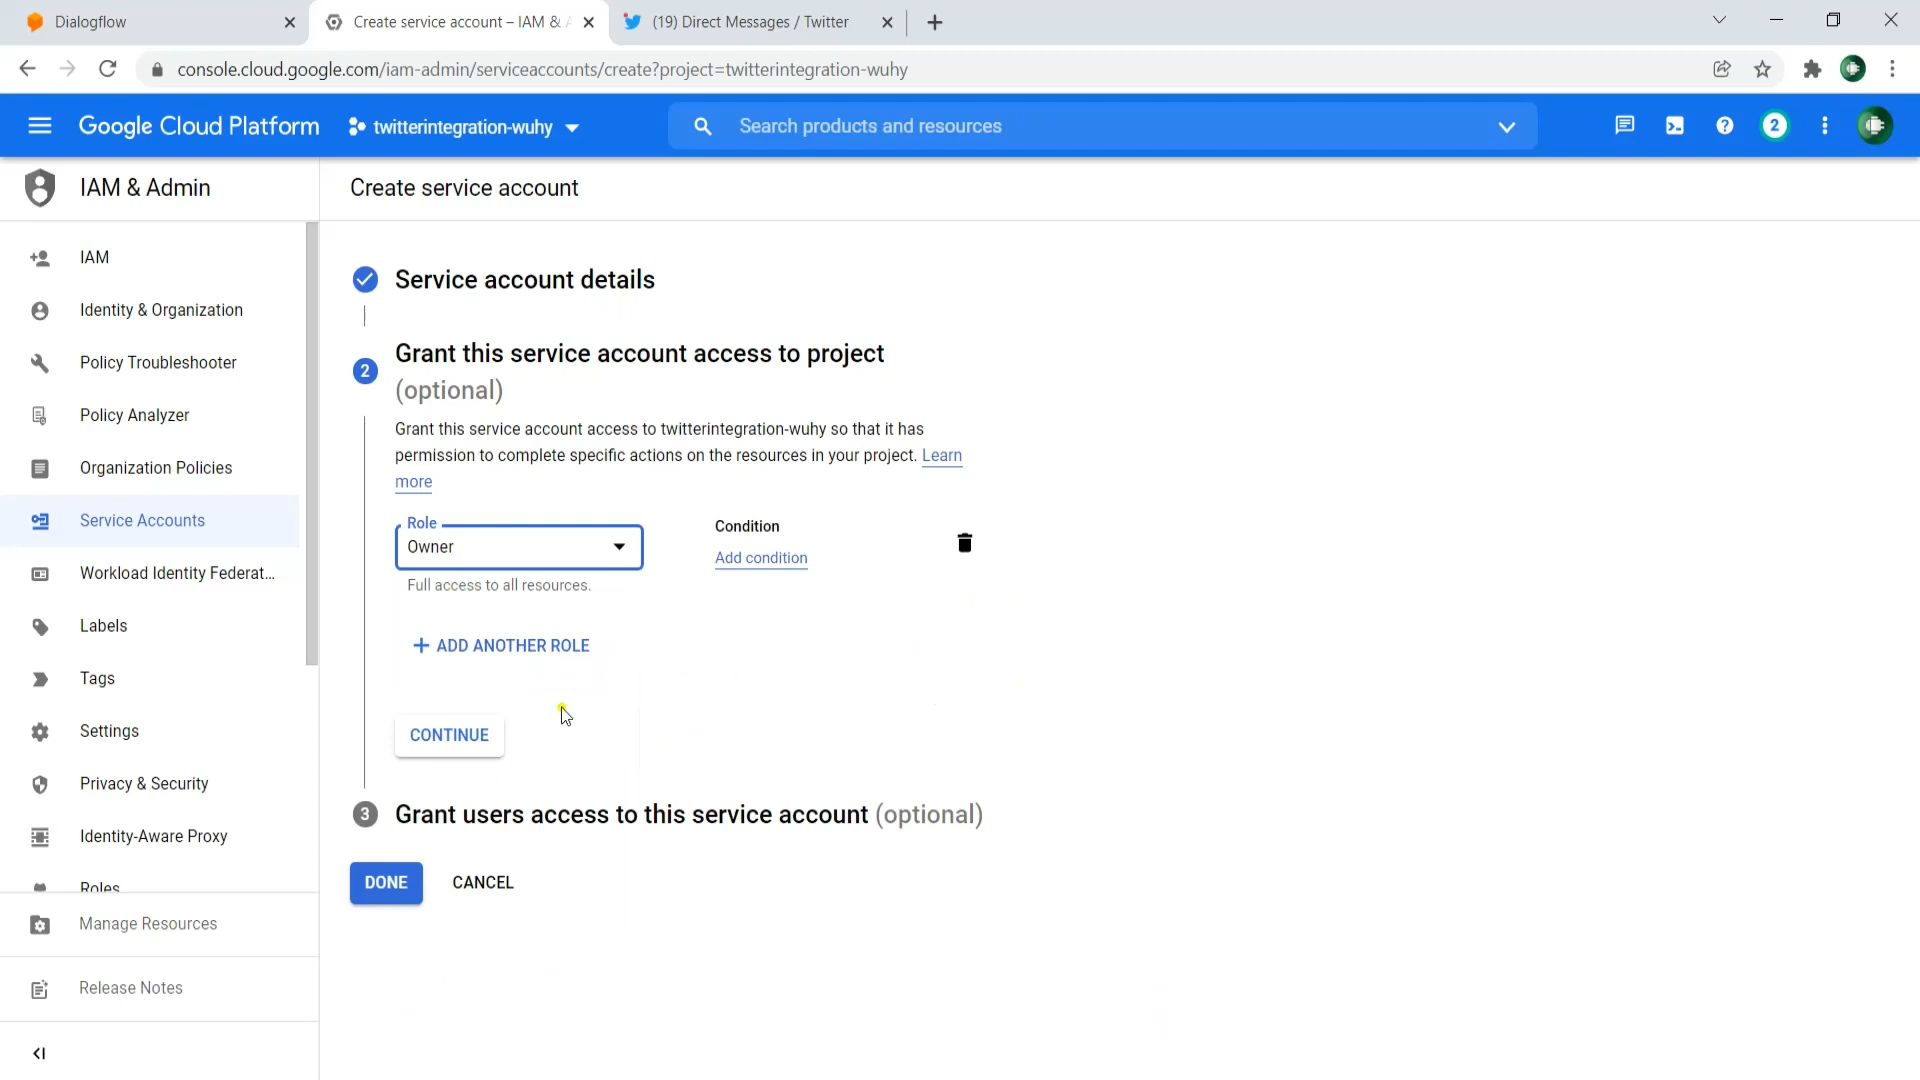 Dialogflow
Create service account – IAM & A
(19) Direct Messages / Twitter
console.cloud.google.com/iam-admin/serviceaccounts/create?project=twitterintegration-wuhy
Google Cloud Platform
twitterintegration-wuhy
Search products and resources
2
IAM & Admin
Create service account
IAM
Identity & Organization
Policy Troubleshooter
Policy Analyzer
Organization Policies
Service Accounts
Workload Identity Federat...
Labels
Tags
Settings
Privacy & Security
Identity-Aware Proxy
Roles
Manage Resources
Release Notes
Service account details
2
Grant this service account access to project
(optional)
Grant this service account access to twitterintegration-wuhy so that it has
permission to complete specific actions on the resources in your project. Learn
more
Role
Owner
Full access to all resources.
Condition
Add condition
ADD ANOTHER ROLE
CONTINUE
3
Grant users access to this service account (optional)
DONE
CANCEL